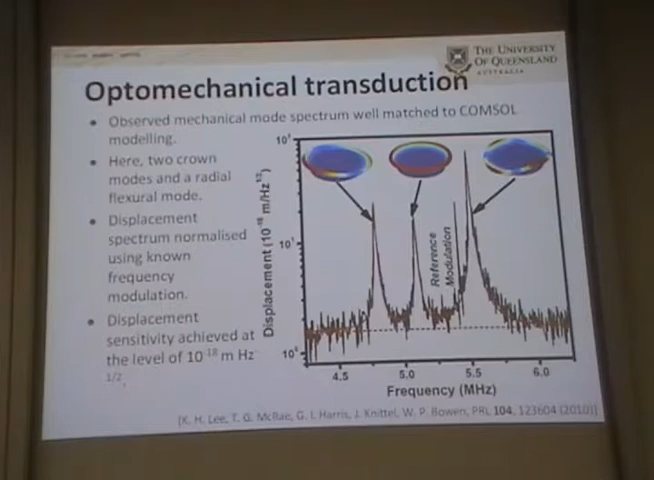 THE UNIVERSITY
OF QUEENSLAND
AUSTRALIA
Optomechanical transduction
• Observed mechanical mode spectrum well matched to COMSOL
modelling.
• Here, two crown
modes and a radial
flexural mode.
• Displacement
spectrum normalised
using known
frequency
modulation.
• Displacement
sensitivity achieved at
the level of 10⁻¹⁸ m Hz⁻
1/2.
Displacement (10⁻¹⁸ m/Hz¹ᐟ²)
Reference
Modulation
4.5
5.0
5.5
6.0
Frequency (MHz)
[K. H. Lee, T. G. McRae, G. I. Harris, J. Knittel, W. P. Bowen, PRL 104, 123604 (2010)]